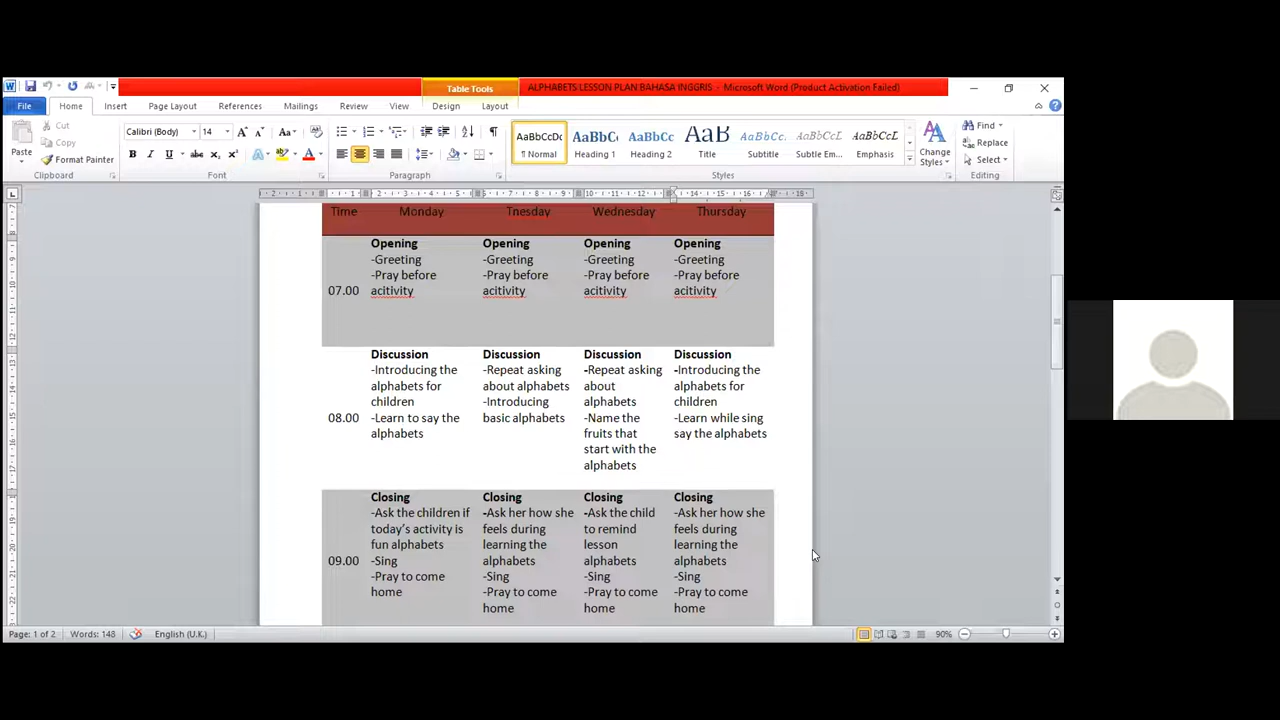 Table Tools
ALPHABETS LESSON PLAN BAHASA INGGRIS - Microsoft Word (Product Activation Failed)
File Home Insert Page Layout References Mailings Review View Design Layout
Paste
Cut
Copy
Format Painter
Calibri (Body) 14
AaBbCcDc AaBbC AaBbCc AaB AaBbCc. AaBbCcL AaBbCcL
¶ Normal Heading 1 Heading 2 Title Subtitle Subtle Em... Emphasis
Change
Styles
Find
Replace
Select
Clipboard Font Paragraph Styles Editing
Time Monday Tnesday Wednesday Thursday
07.00
Opening
-Greeting
-Pray before
acitivity
Opening
-Greeting
-Pray before
acitivity
Opening
-Greeting
-Pray before
acitivity
Opening
-Greeting
-Pray before
acitivity
08.00
Discussion
-Introducing the
alphabets for
children
-Learn to say the
alphabets
Discussion
-Repeat asking
about alphabets
-Introducing
basic alphabets
Discussion
-Repeat asking
about
alphabets
-Name the
fruits that
start with the
alphabets
Discussion
-Introducing the
alphabets for
children
-Learn while sing
say the alphabets
09.00
Closing
-Ask the children if
today's activity is
fun alphabets
-Sing
-Pray to come
home
Closing
-Ask her how she
feels during
learning the
alphabets
-Sing
-Pray to come
home
Closing
-Ask the child
to remind
lesson
alphabets
-Sing
-Pray to come
home
Closing
-Ask her how she
feels during
learning the
alphabets
-Sing
-Pray to come
home
Page: 1 of 2 Words: 148 English (U.K.) 90%